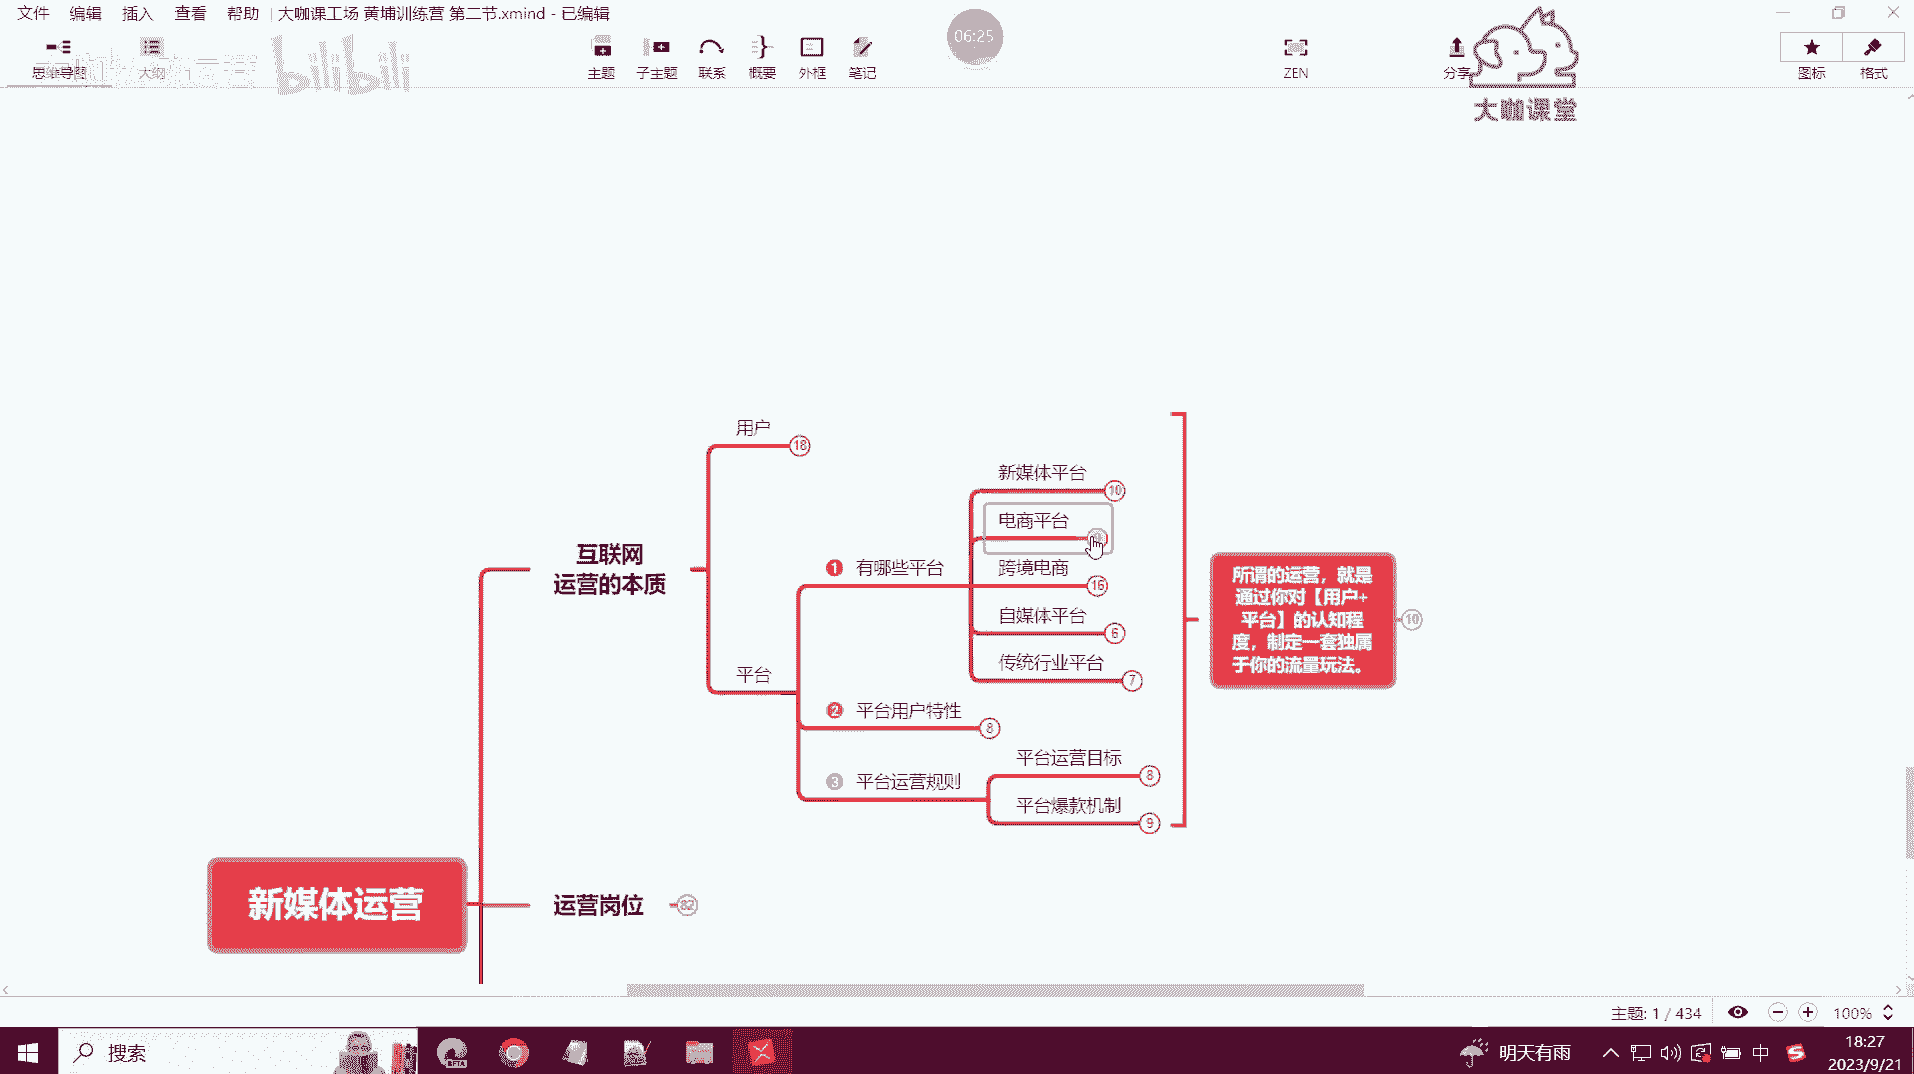 文件 编辑 插入 查看 帮助 大咖课工场 黄埔训练营 第二节.xmind - 已编辑
思维导图 大纲 bilibili 主题 子主题 联系 概要 外框 笔记 06:25 ZEN 分享 图标 格式
大咖课堂
用户 18
新媒体平台 10
电商平台
互联网
运营的本质
1 有哪些平台
跨境电商 16
自媒体平台 6
传统行业平台 7
平台
2 平台用户特性 8
3 平台运营规则
平台运营目标 8
平台爆款机制 9
所谓的运营，就是
通过你对【用户+
平台】的认知程
度，制定一套独属
于你的流量玩法。
10
新媒体运营
运营岗位 82
主题: 1 / 434 100%
搜索 BETA 明天有雨 中 18:27
2023/9/21